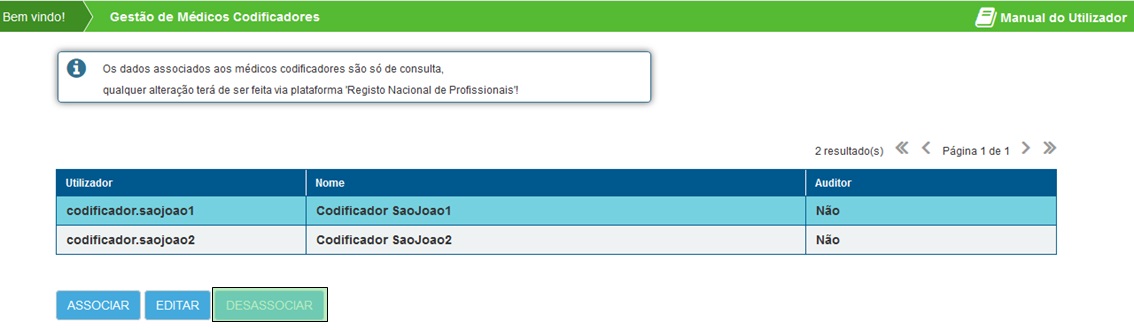 Bem vindo!
Gestão de Médicos Codificadores
Manual do Utilizador
Os dados associados aos médicos codificadores são só de consulta,
qualquer alteração terá de ser feita via plataforma 'Registo Nacional de Profissionais'!
2 resultado(s)
Página 1 de 1
Utilizador Nome Auditor
codificador.saojoao1 Codificador SaoJoao1 Não
codificador.saojoao2 Codificador SaoJoao2 Não
ASSOCIAR EDITAR DESASSOCIAR